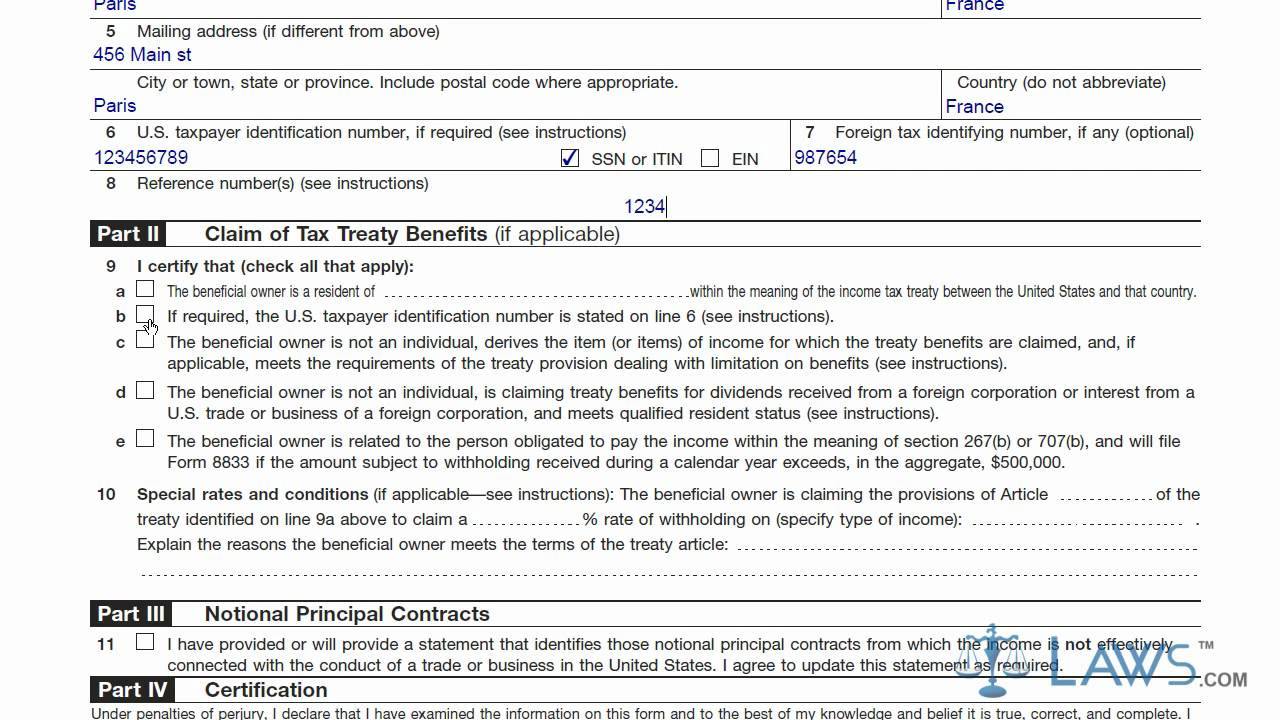 Paris France
5 Mailing address (if different from above)
456 Main st
City or town, state or province. Include postal code where appropriate. Country (do not abbreviate)
Paris France
6 U.S. taxpayer identification number, if required (see instructions) 7 Foreign tax identifying number, if any (optional)
123456789 SSN or ITIN EIN 987654
8 Reference number(s) (see instructions)
1234
Part II Claim of Tax Treaty Benefits (if applicable)
9 I certify that (check all that apply):
a The beneficial owner is a resident of within the meaning of the income tax treaty between the United States and that country.
b If required, the U.S. taxpayer identification number is stated on line 6 (see instructions).
c The beneficial owner is not an individual, derives the item (or items) of income for which the treaty benefits are claimed, and, if
applicable, meets the requirements of the treaty provision dealing with limitation on benefits (see instructions).
d The beneficial owner is not an individual, is claiming treaty benefits for dividends received from a foreign corporation or interest from a
U.S. trade or business of a foreign corporation, and meets qualified resident status (see instructions).
e The beneficial owner is related to the person obligated to pay the income within the meaning of section 267(b) or 707(b), and will file
Form 8833 if the amount subject to withholding received during a calendar year exceeds, in the aggregate, $500,000.
10 Special rates and conditions (if applicable—see instructions): The beneficial owner is claiming the provisions of Article of the
treaty identified on line 9a above to claim a % rate of withholding on (specify type of income): .
Explain the reasons the beneficial owner meets the terms of the treaty article:
Part III Notional Principal Contracts
11 I have provided or will provide a statement that identifies those notional principal contracts from which the income is not effectively
connected with the conduct of a trade or business in the United States. I agree to update this statement as required.
LAWS™.COM
Part IV Certification
Under penalties of perjury, I declare that I have examined the information on this form and to the best of my knowledge and belief it is true, correct, and complete. I